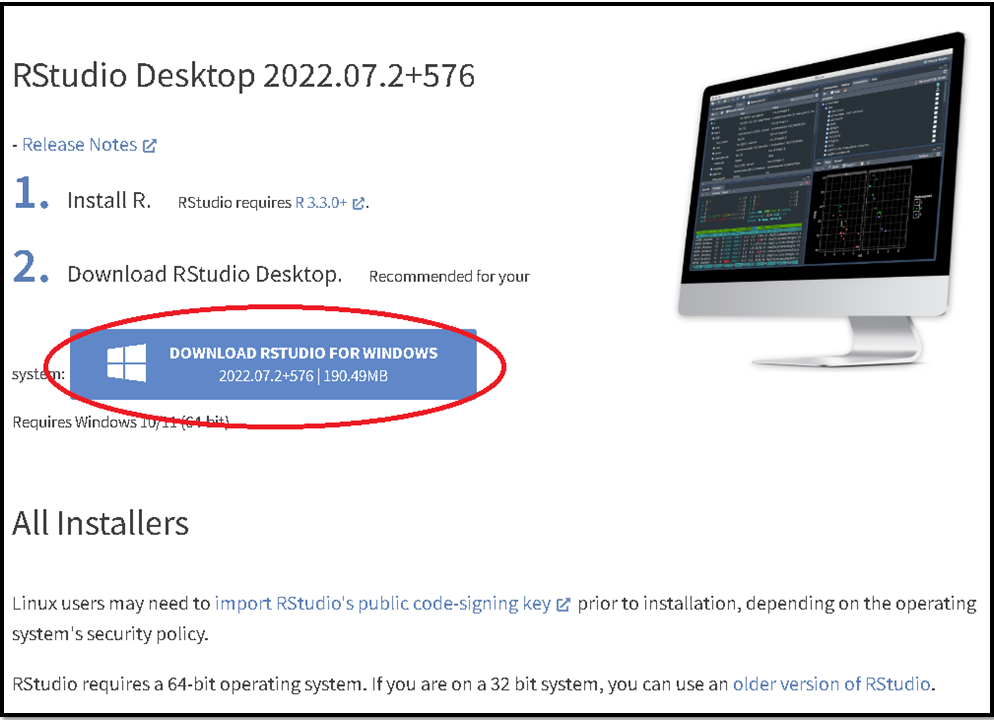 RStudio Desktop 2022.07.2+576
- Release Notes
1. Install R. RStudio requires R 3.3.0+.
2. Download RStudio Desktop. Recommended for your
system:
DOWNLOAD RSTUDIO FOR WINDOWS
2022.07.2+576 | 190.49MB
Requires Windows 10/11 (64-bit)
All Installers
Linux users may need to import RStudio's public code-signing key prior to installation, depending on the operating
system's security policy.
RStudio requires a 64-bit operating system. If you are on a 32 bit system, you can use an older version of RStudio.